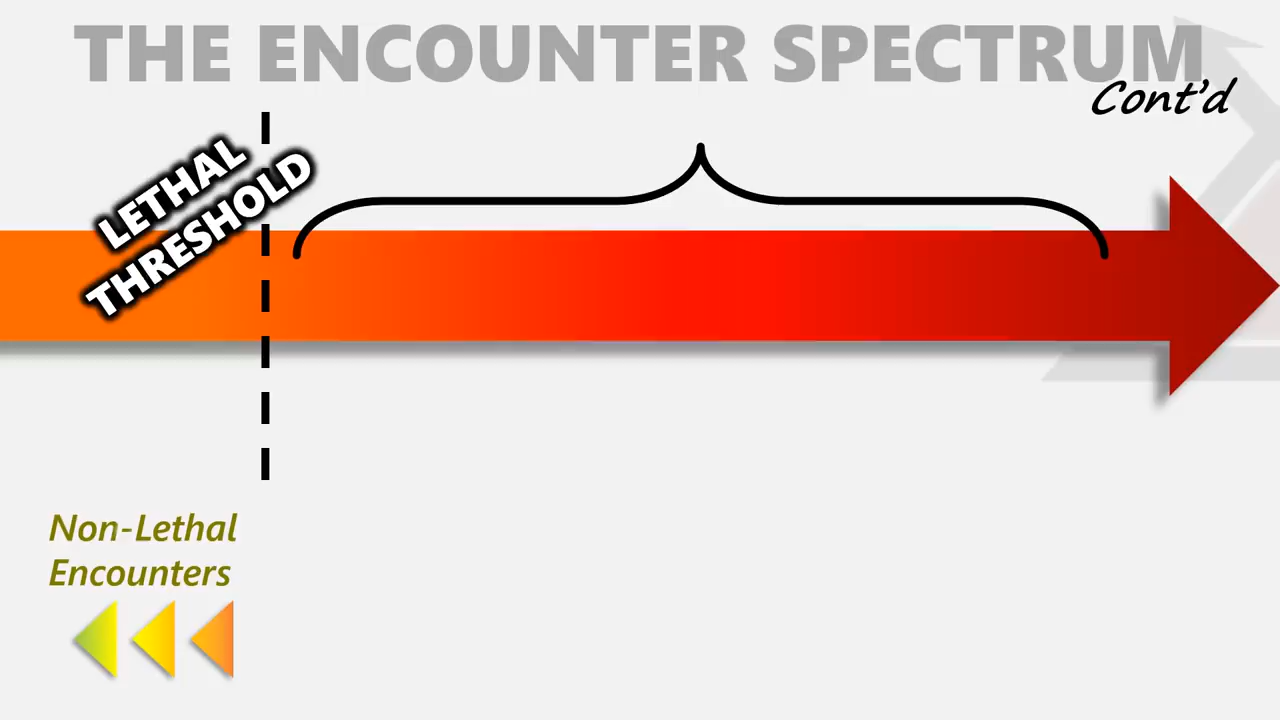 THE ENCOUNTER SPECTRUM
Cont'd
LETHAL
THRESHOLD
Non-Lethal
Encounters